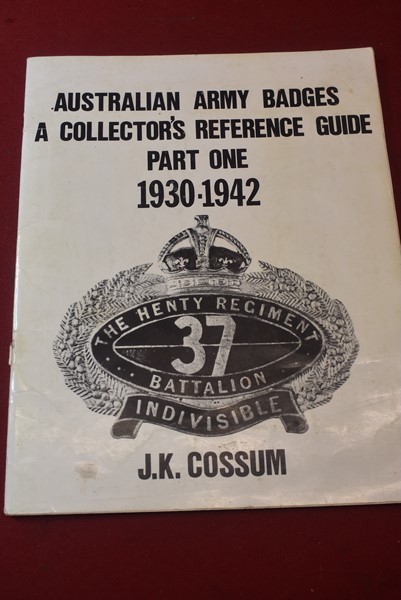 AUSTRALIAN ARMY BADGES
A COLLECTOR'S REFERENCE GUIDE
PART ONE
1930-1942
THE HENTY REGIMENT
37
BATTALION
INDIVISIBLE
J.K. COSSUM